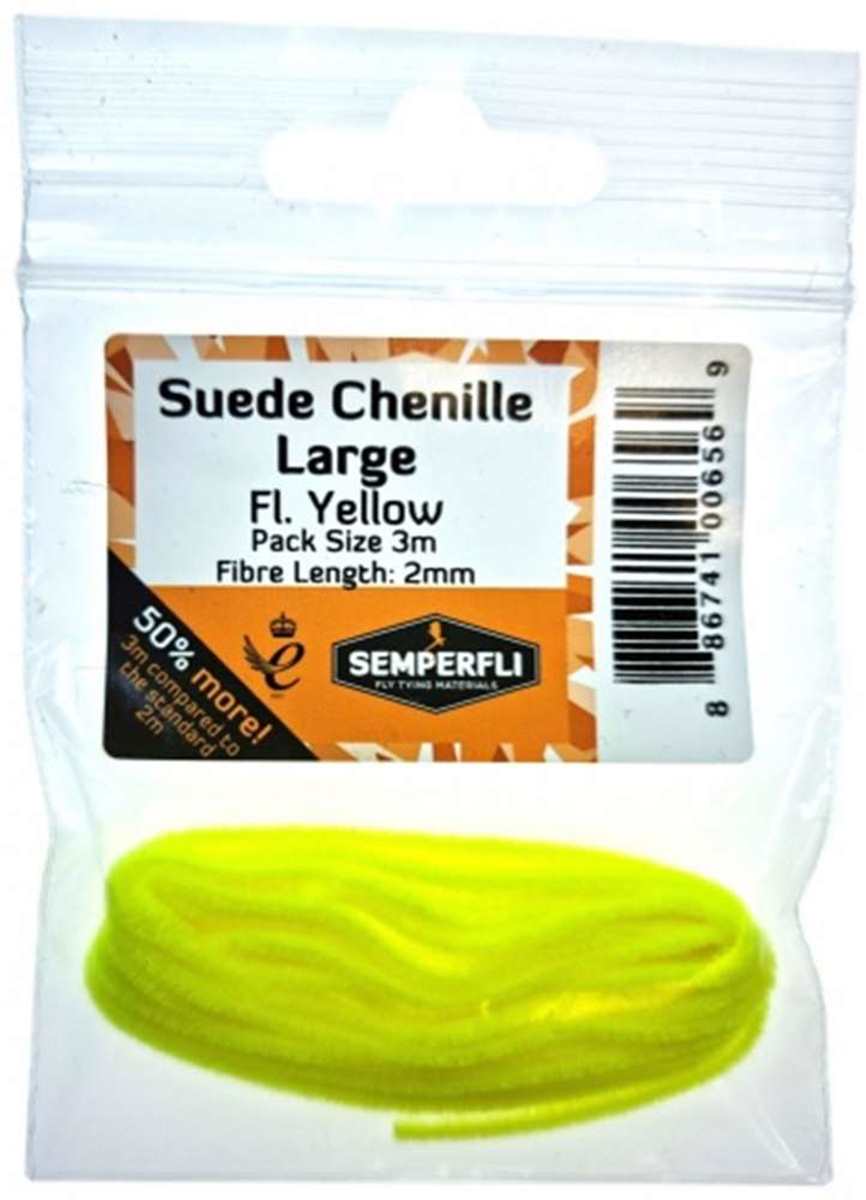 Suede Chenille
Large
Fl. Yellow
Pack Size 3m
Fibre Length: 2mm
50% more!
3m compared to
the standard
2m
e
SEMPERFLI
FLY TYING MATERIALS
8 86741 00656 9